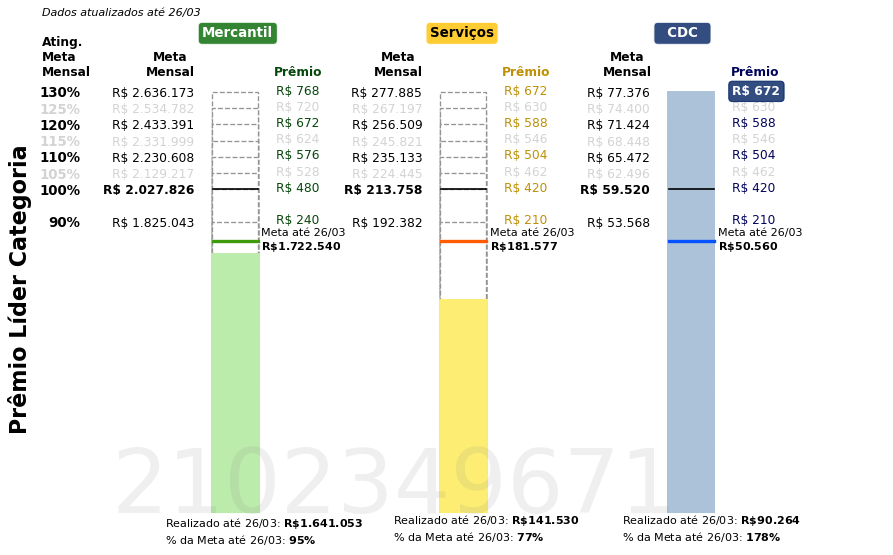 Dados atualizados até 26/03
Mercantil Serviços CDC
Ating.
Meta Meta Meta Meta
Mensal Mensal Prêmio Mensal Prêmio Mensal Prêmio
130% R$ 2.636.173 R$ 768 R$ 277.885 R$ 672 R$ 77.376 R$ 672
125% R$ 2.534.782 R$ 720 R$ 267.197 R$ 630 R$ 74.400 R$ 630
120% R$ 2.433.391 R$ 672 R$ 256.509 R$ 588 R$ 71.424 R$ 588
115% R$ 2.331.999 R$ 624 R$ 245.821 R$ 546 R$ 68.448 R$ 546
110% R$ 2.230.608 R$ 576 R$ 235.133 R$ 504 R$ 65.472 R$ 504
105% R$ 2.129.217 R$ 528 R$ 224.445 R$ 462 R$ 62.496 R$ 462
100% R$ 2.027.826 R$ 480 R$ 213.758 R$ 420 R$ 59.520 R$ 420
90% R$ 1.825.043 R$ 240 R$ 192.382 R$ 210 R$ 53.568 R$ 210
Meta até 26/03 Meta até 26/03 Meta até 26/03
R$1.722.540 R$181.577 R$50.560
Prêmio Líder Categoria
2102349671
Realizado até 26/03: R$1.641.053 Realizado até 26/03: R$141.530 Realizado até 26/03: R$90.264
% da Meta até 26/03: 95% % da Meta até 26/03: 77% % da Meta até 26/03: 178%